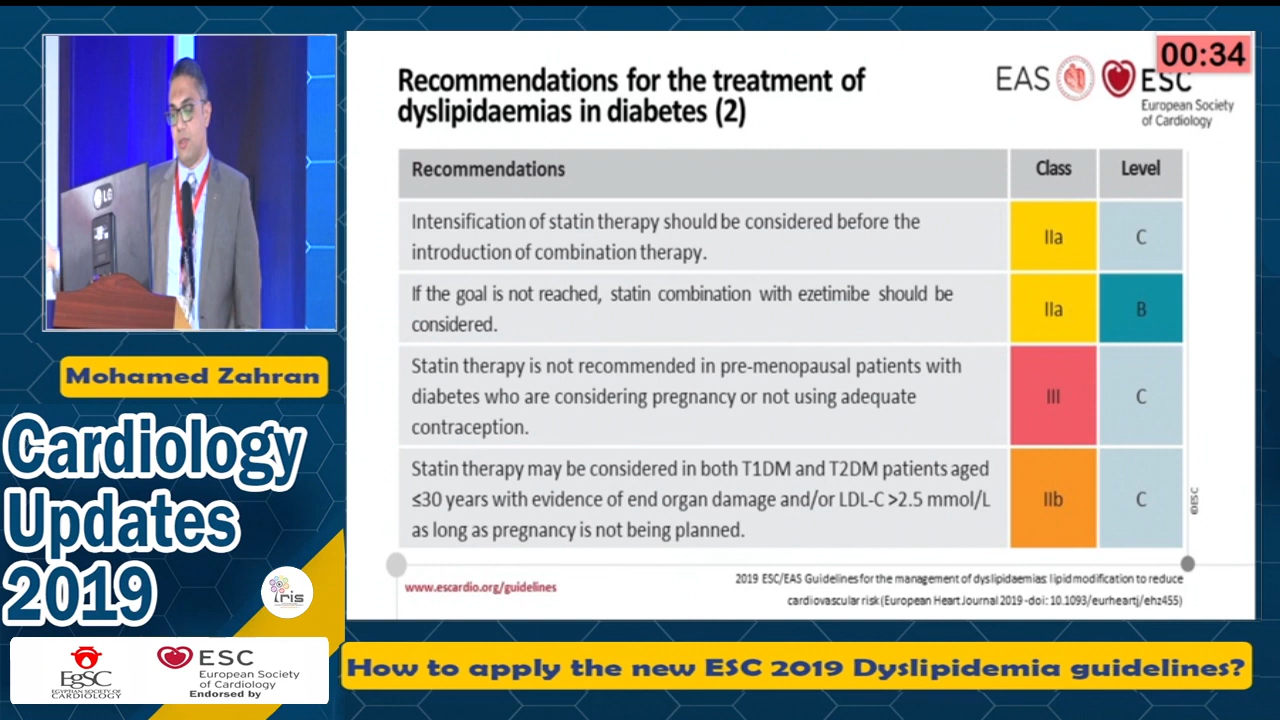 00:34
Recommendations for the treatment of
dyslipidaemias in diabetes (2)
EAS
ESC
European Society
of Cardiology
Recommendations Class Level
Intensification of statin therapy should be considered before the
introduction of combination therapy.
IIa C
If the goal is not reached, statin combination with ezetimibe should be
considered.
IIa B
Statin therapy is not recommended in pre-menopausal patients with
diabetes who are considering pregnancy or not using adequate
contraception.
III C
Statin therapy may be considered in both T1DM and T2DM patients aged
≤30 years with evidence of end organ damage and/or LDL-C >2.5 mmol/L
as long as pregnancy is not being planned.
IIb C
©ESC
www.escardio.org/guidelines
2019 ESC/EAS Guidelines for the management of dyslipidaemias: lipid modification to reduce
cardiovascular risk (European Heart Journal 2019 -doi: 10.1093/eurheartj/ehz455)
LG
Mohamed Zahran
Cardiology
Updates
2019
iris
EgSC
EGYPTIAN SOCIETY OF
CARDIOLOGY
ESC
European Society
of Cardiology
Endorsed by
How to apply the new ESC 2019 Dyslipidemia guidelines?